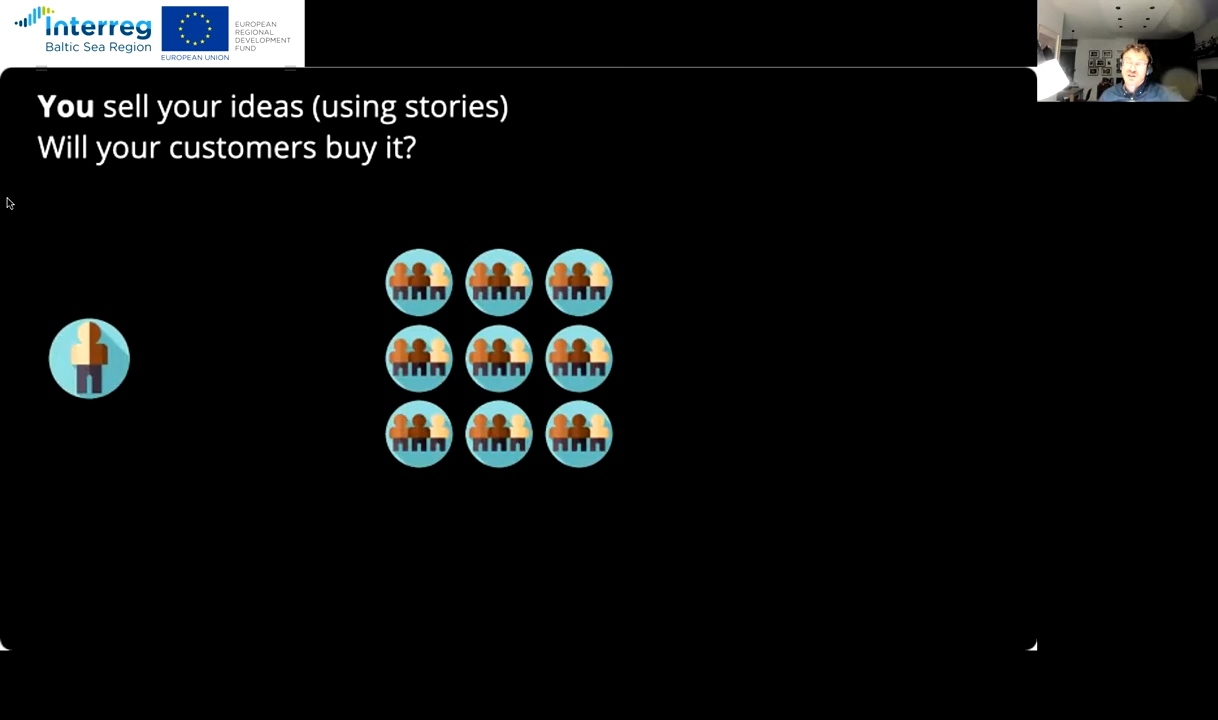 Interreg
Baltic Sea Region
EUROPEAN UNION
EUROPEAN
REGIONAL
DEVELOPMENT
FUND
You sell your ideas (using stories)
Will your customers buy it?